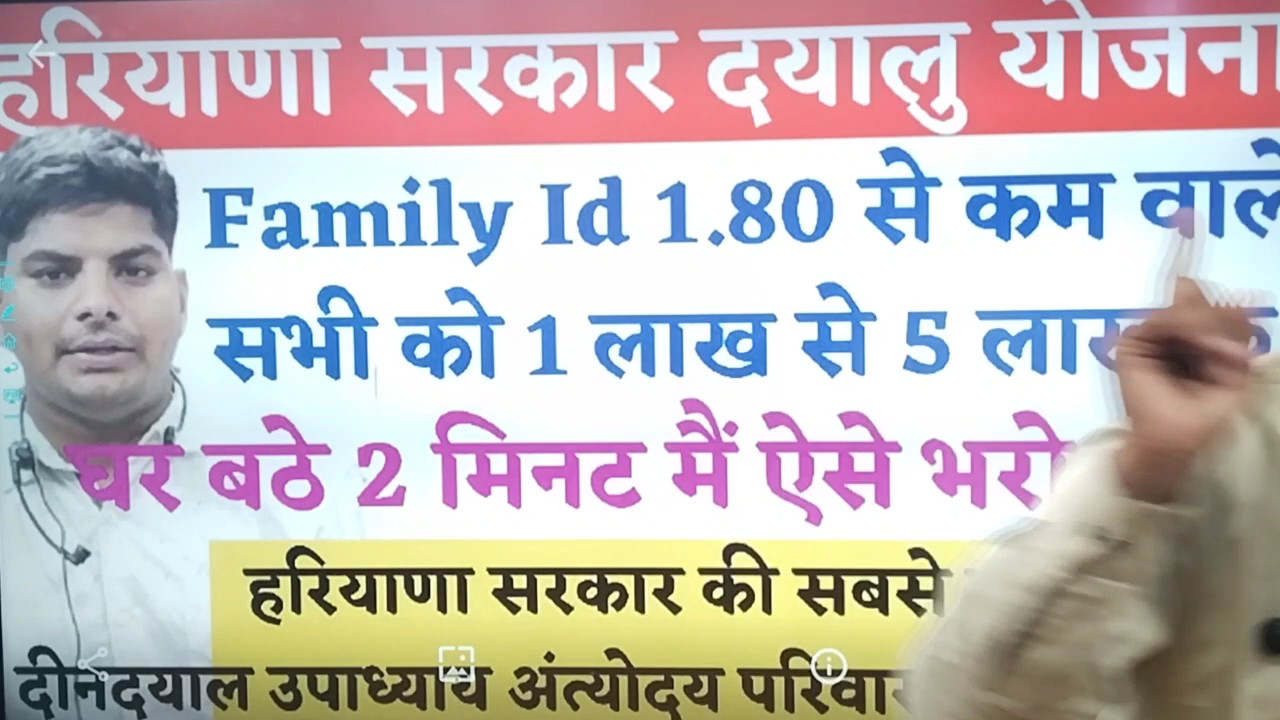 हरियाणा सरकार दयालु योजना
Family Id 1.80 से कम वाले
सभी को 1 लाख से 5
घर बठे 2 मिनट मैं ऐसे भरो
हरियाणा सरकार की सबसे
दीनदयाल उपाध्याय अंत्योदय